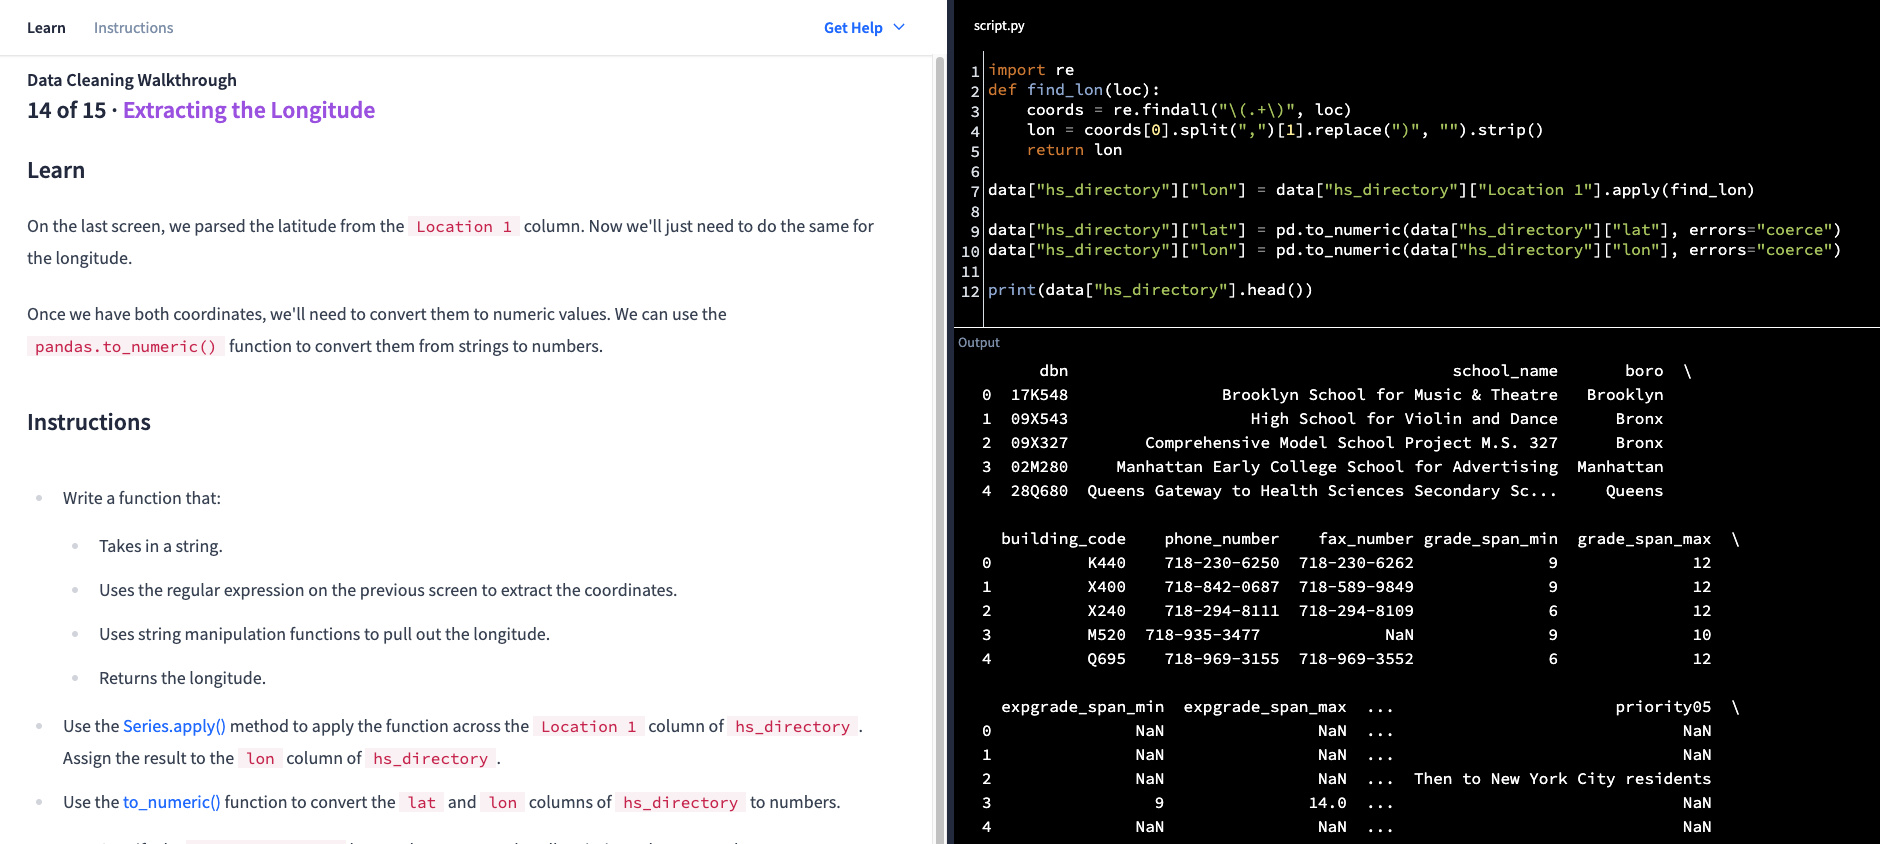 Learn Instructions Get Help
Data Cleaning Walkthrough
14 of 15 · Extracting the Longitude
Learn
On the last screen, we parsed the latitude from the Location 1 column. Now we'll just need to do the same for
the longitude.
Once we have both coordinates, we'll need to convert them to numeric values. We can use the
pandas.to_numeric() function to convert them from strings to numbers.
Instructions
Write a function that:
Takes in a string.
Uses the regular expression on the previous screen to extract the coordinates.
Uses string manipulation functions to pull out the longitude.
Returns the longitude.
Use the Series.apply() method to apply the function across the Location 1 column of hs_directory .
Assign the result to the lon column of hs_directory .
Use the to_numeric() function to convert the lat and lon columns of hs_directory to numbers.
script.py
1 import re
2 def find_lon(loc):
3     coords = re.findall("\(.+\)", loc)
4     lon = coords[0].split(",")[1].replace(")", "").strip()
5     return lon
6
7 data["hs_directory"]["lon"] = data["hs_directory"]["Location 1"].apply(find_lon)
8
9 data["hs_directory"]["lat"] = pd.to_numeric(data["hs_directory"]["lat"], errors="coerce")
10 data["hs_directory"]["lon"] = pd.to_numeric(data["hs_directory"]["lon"], errors="coerce")
11
12 print(data["hs_directory"].head())
Output
dbn school_name boro \
0 17K548 Brooklyn School for Music & Theatre Brooklyn
1 09X543 High School for Violin and Dance Bronx
2 09X327 Comprehensive Model School Project M.S. 327 Bronx
3 02M280 Manhattan Early College School for Advertising Manhattan
4 28Q680 Queens Gateway to Health Sciences Secondary Sc... Queens
building_code phone_number fax_number grade_span_min grade_span_max \
0 K440 718-230-6250 718-230-6262 9 12
1 X400 718-842-0687 718-589-9849 9 12
2 X240 718-294-8111 718-294-8109 6 12
3 M520 718-935-3477 NaN 9 10
4 Q695 718-969-3155 718-969-3552 6 12
expgrade_span_min expgrade_span_max ... priority05 \
0 NaN NaN ... NaN
1 NaN NaN ... NaN
2 NaN NaN ... Then to New York City residents
3 9 14.0 ... NaN
4 NaN NaN ... NaN